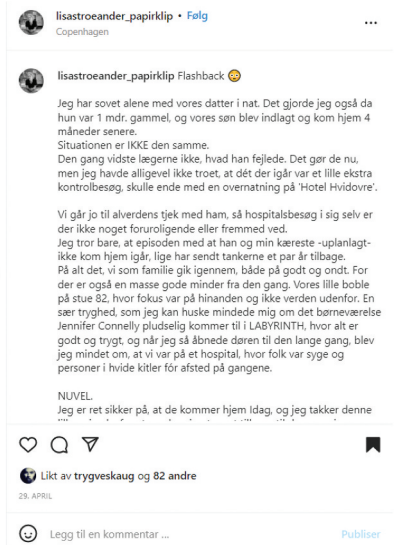 lisastroeander_papirklip • Følg
Copenhagen
lisastroeander_papirklip Flashback 😳
Jeg har sovet alene med vores datter i nat. Det gjorde jeg også da
hun var 1 mdr. gammel, og vores søn blev indlagt og kom hjem 4
måneder senere.
Situationen er IKKE den samme.
Den gang vidste lægerne ikke, hvad han fejlede. Det gør de nu,
men jeg havde alligevel ikke troet, at dét der igår var et lille ekstra
kontrolbesøg, skulle ende med en overnatning på 'Hotel Hvidovre'.
Vi går jo til alverdens tjek med ham, så hospitalsbesøg i sig selv er
der ikke noget foruroligende eller fremmed ved.
Jeg tror bare, at episoden med at han og min kæreste -uplanlagt-
ikke kom hjem igår, lige har sendt tankerne et par år tilbage.
På alt det, vi som familie gik igennem, både på godt og ondt. For
der er også en masse gode minder fra den gang. Vores lille boble
på stue 82, hvor fokus var på hinanden og ikke verden udenfor. En
sær tryghed, som jeg kan huske mindede mig om det børneværelse
Jennifer Connelly pludselig kommer til i LABYRINTH, hvor alt er
godt og trygt, og når jeg så åbnede døren til den lange gang, blev
jeg mindet om, at vi var på et hospital, hvor folk var syge og
personer i hvide kitler fór afsted på gangene.
NUVEL.
Jeg er ret sikker på, at de kommer hjem Idag, og jeg takker denne
Likt av trygveskaug og 82 andre
29. APRIL
Legg til en kommentar ...
Publiser